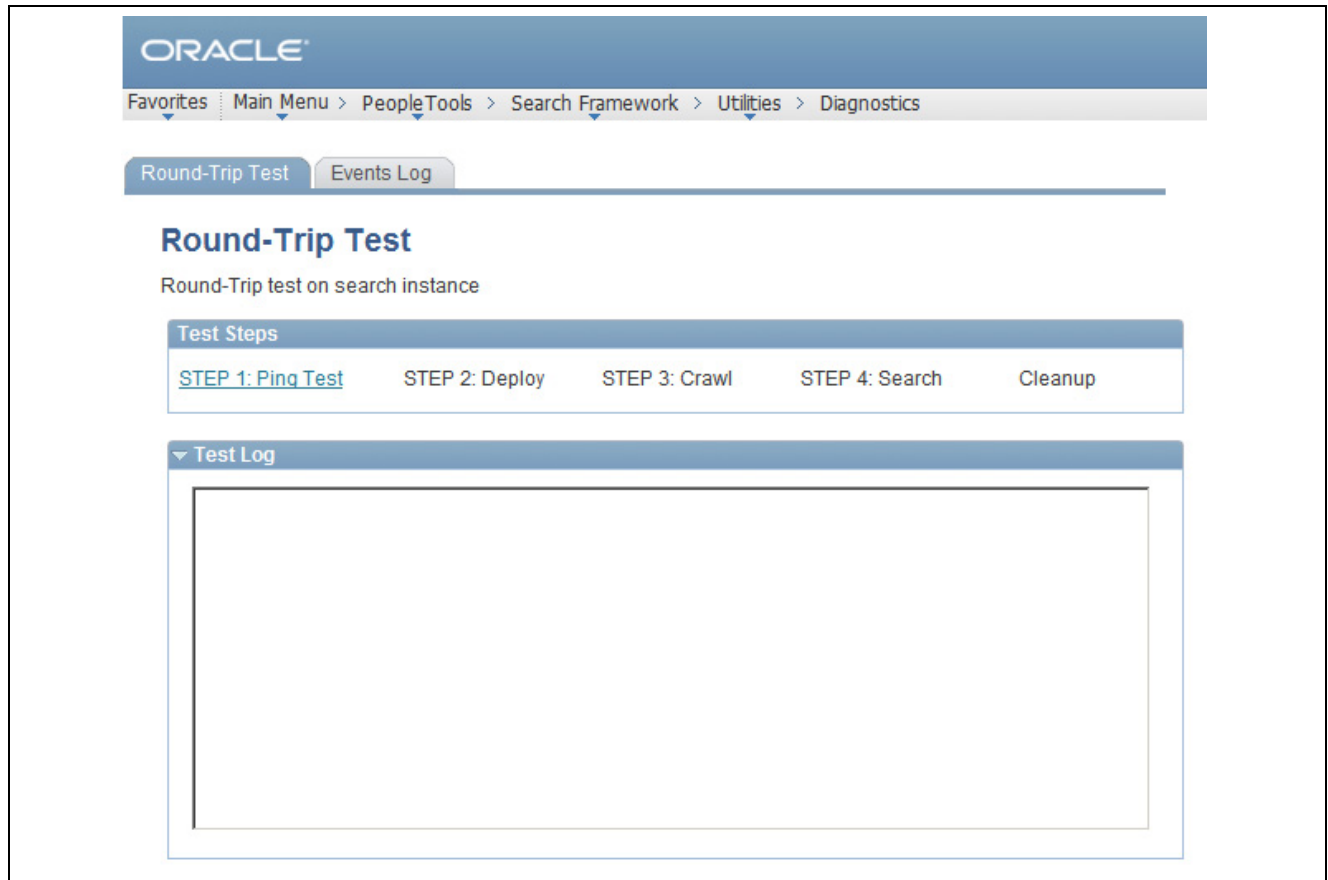 ORACLE
Favorites Main Menu > PeopleTools > Search Framework > Utilities > Diagnostics
Round-Trip Test Events Log
Round-Trip Test
Round-Trip test on search instance
Test Steps
STEP 1: Ping Test STEP 2: Deploy STEP 3: Crawl STEP 4: Search Cleanup
Test Log